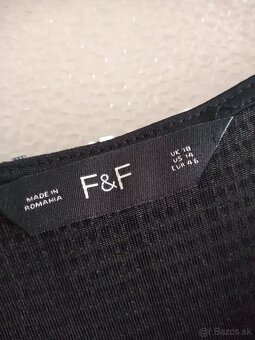 MADE IN
ROMANIA
F&F
UK 18
US 14
EUR 46
Bazos.sk